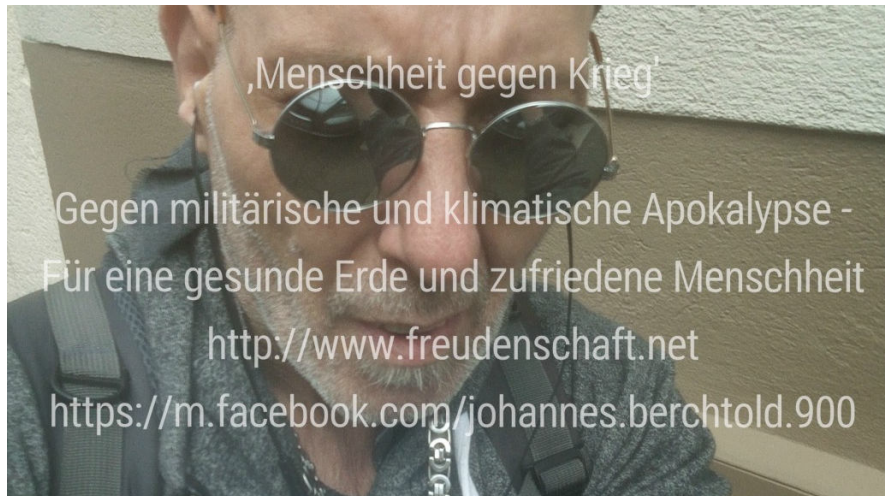 ‚Menschheit gegen Krieg'
Gegen militärische und klimatische Apokalypse -
Für eine gesunde Erde und zufriedene Menschheit
http://www.freudenschaft.net
https://m.facebook.com/johannes.berchtold.900